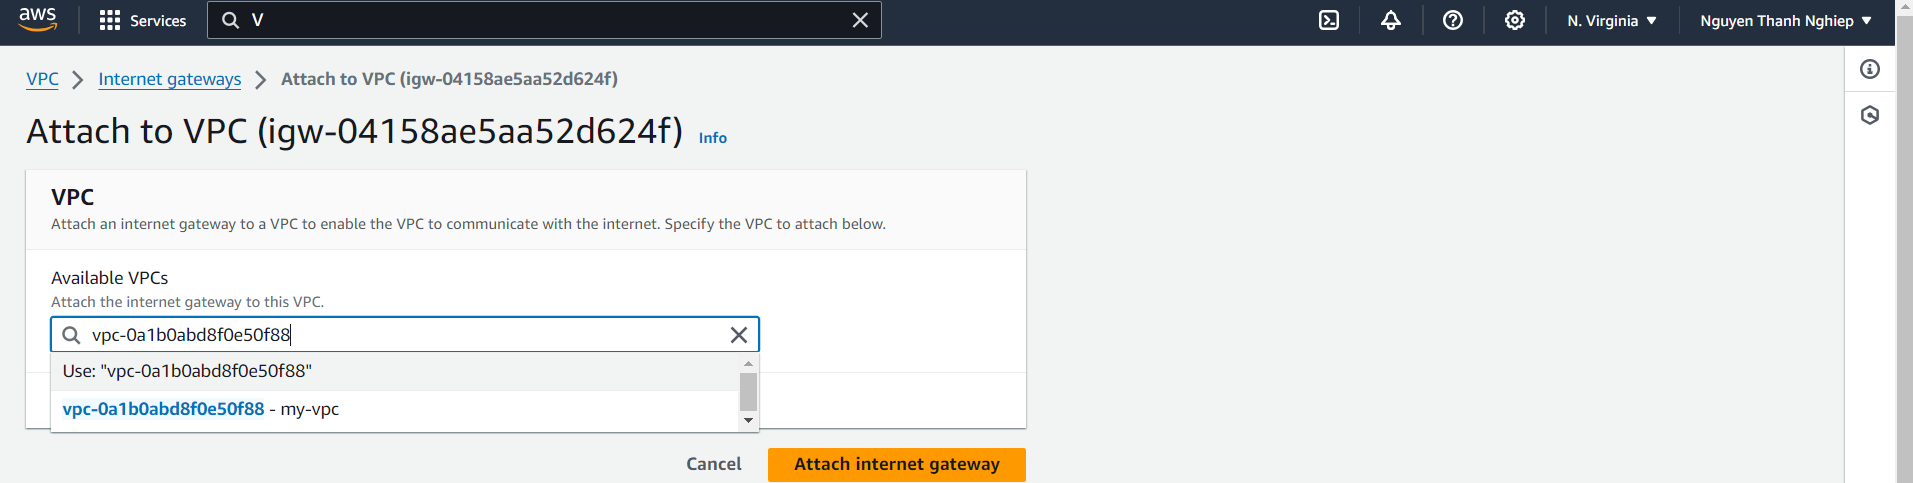 aws Services V N. Virginia Nguyen Thanh Nghiep
VPC Internet gateways Attach to VPC (igw-04158ae5aa52d624f)
Attach to VPC (igw-04158ae5aa52d624f) Info
VPC
Attach an internet gateway to a VPC to enable the VPC to communicate with the internet. Specify the VPC to attach below.
Available VPCs
Attach the internet gateway to this VPC.
vpc-0a1b0abd8f0e50f88
Use: "vpc-0a1b0abd8f0e50f88"
vpc-0a1b0abd8f0e50f88 - my-vpc
Cancel Attach internet gateway